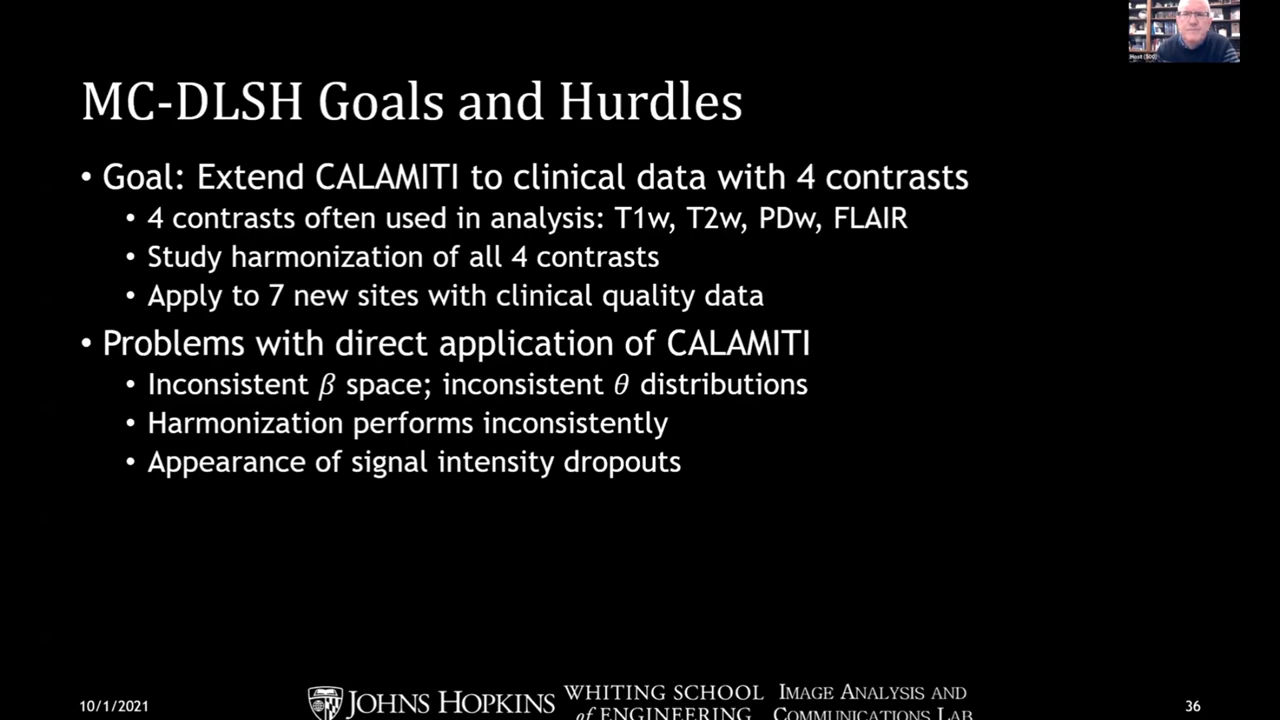 MC-DLSH Goals and Hurdles
• Goal: Extend CALAMITI to clinical data with 4 contrasts
• 4 contrasts often used in analysis: T1w, T2w, PDw, FLAIR
• Study harmonization of all 4 contrasts
• Apply to 7 new sites with clinical quality data
• Problems with direct application of CALAMITI
• Inconsistent β space; inconsistent θ distributions
• Harmonization performs inconsistently
• Appearance of signal intensity dropouts
10/1/2021
JOHNS HOPKINS
WHITING SCHOOL
of ENGINEERING
IMAGE ANALYSIS AND
COMMUNICATIONS LAB
36